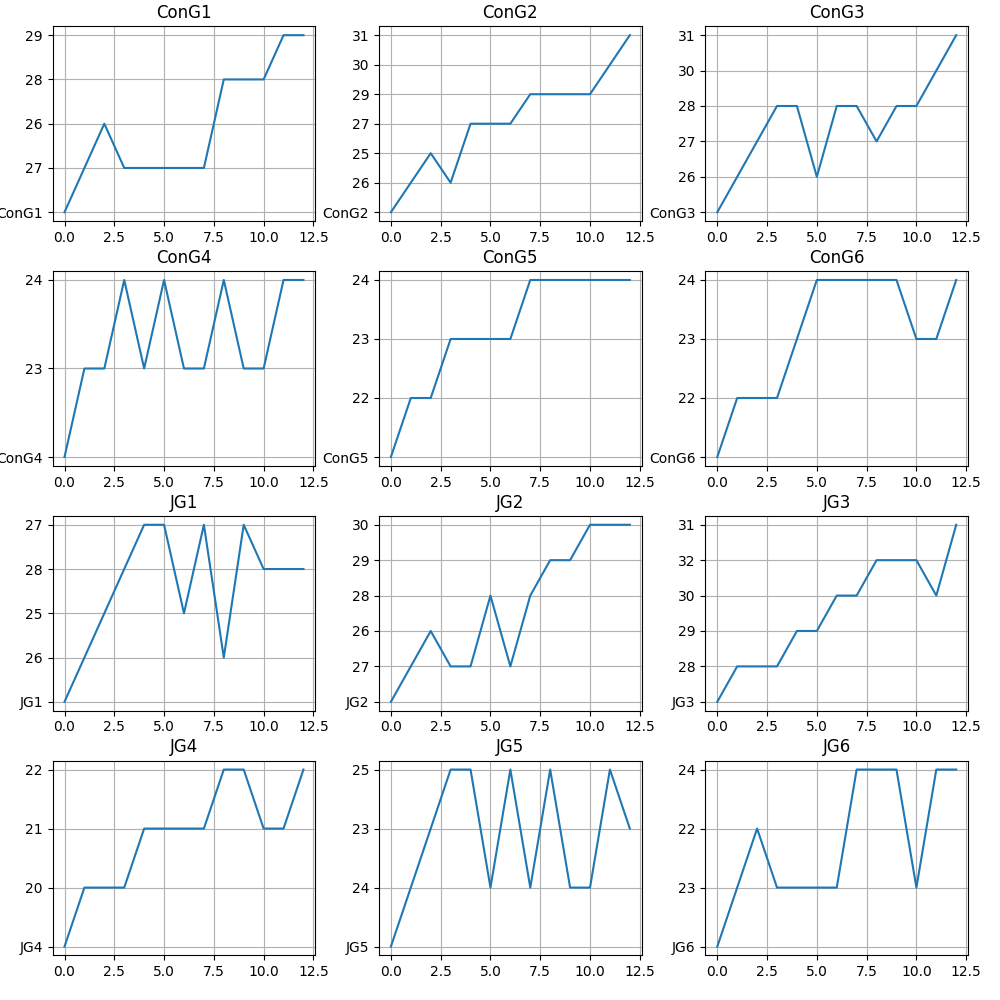 ConG1 ConG2 ConG3
29 31 31
28 30 30
26 29 28
27 27 27
25 26
26
ConG1 ConG2 ConG3
0.0 2.5 5.0 7.5 10.0 12.5 0.0 2.5 5.0 7.5 10.0 12.5 0.0 2.5 5.0 7.5 10.0 12.5
ConG4 ConG5 ConG6
24 24 24
23 23 23
22 22
ConG4 ConG5 ConG6
0.0 2.5 5.0 7.5 10.0 12.5 0.0 2.5 5.0 7.5 10.0 12.5 0.0 2.5 5.0 7.5 10.0 12.5
JG1 JG2 JG3
27 30 31
28 29 32
25 28 30
26 26 29
27 28
JG1 JG2 JG3
0.0 2.5 5.0 7.5 10.0 12.5 0.0 2.5 5.0 7.5 10.0 12.5 0.0 2.5 5.0 7.5 10.0 12.5
JG4 JG5 JG6
22 25 24
21 23 22
20 24 23
JG4 JG5 JG6
0.0 2.5 5.0 7.5 10.0 12.5 0.0 2.5 5.0 7.5 10.0 12.5 0.0 2.5 5.0 7.5 10.0 12.5